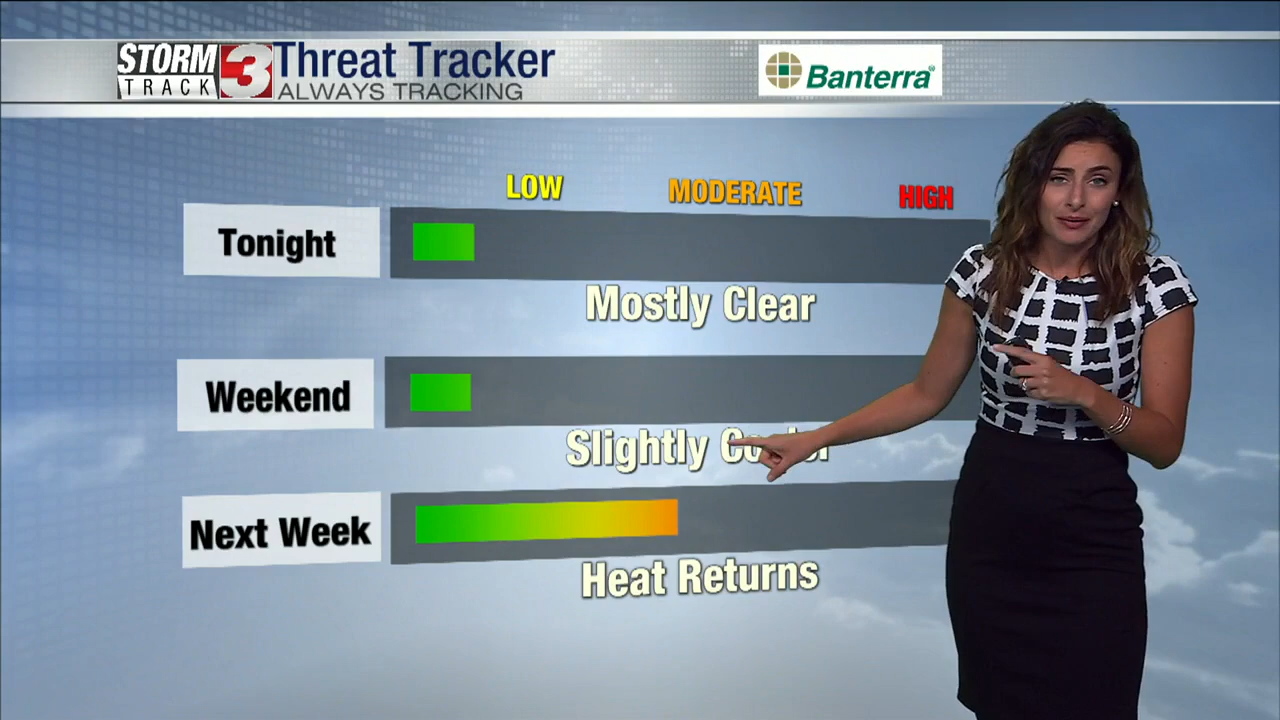 STORM
TRACK
3
Threat Tracker
ALWAYS TRACKING
Banterra®
LOW
MODERATE
HIGH
Tonight
Mostly Clear
Weekend
Slightly
Next Week
Heat Returns